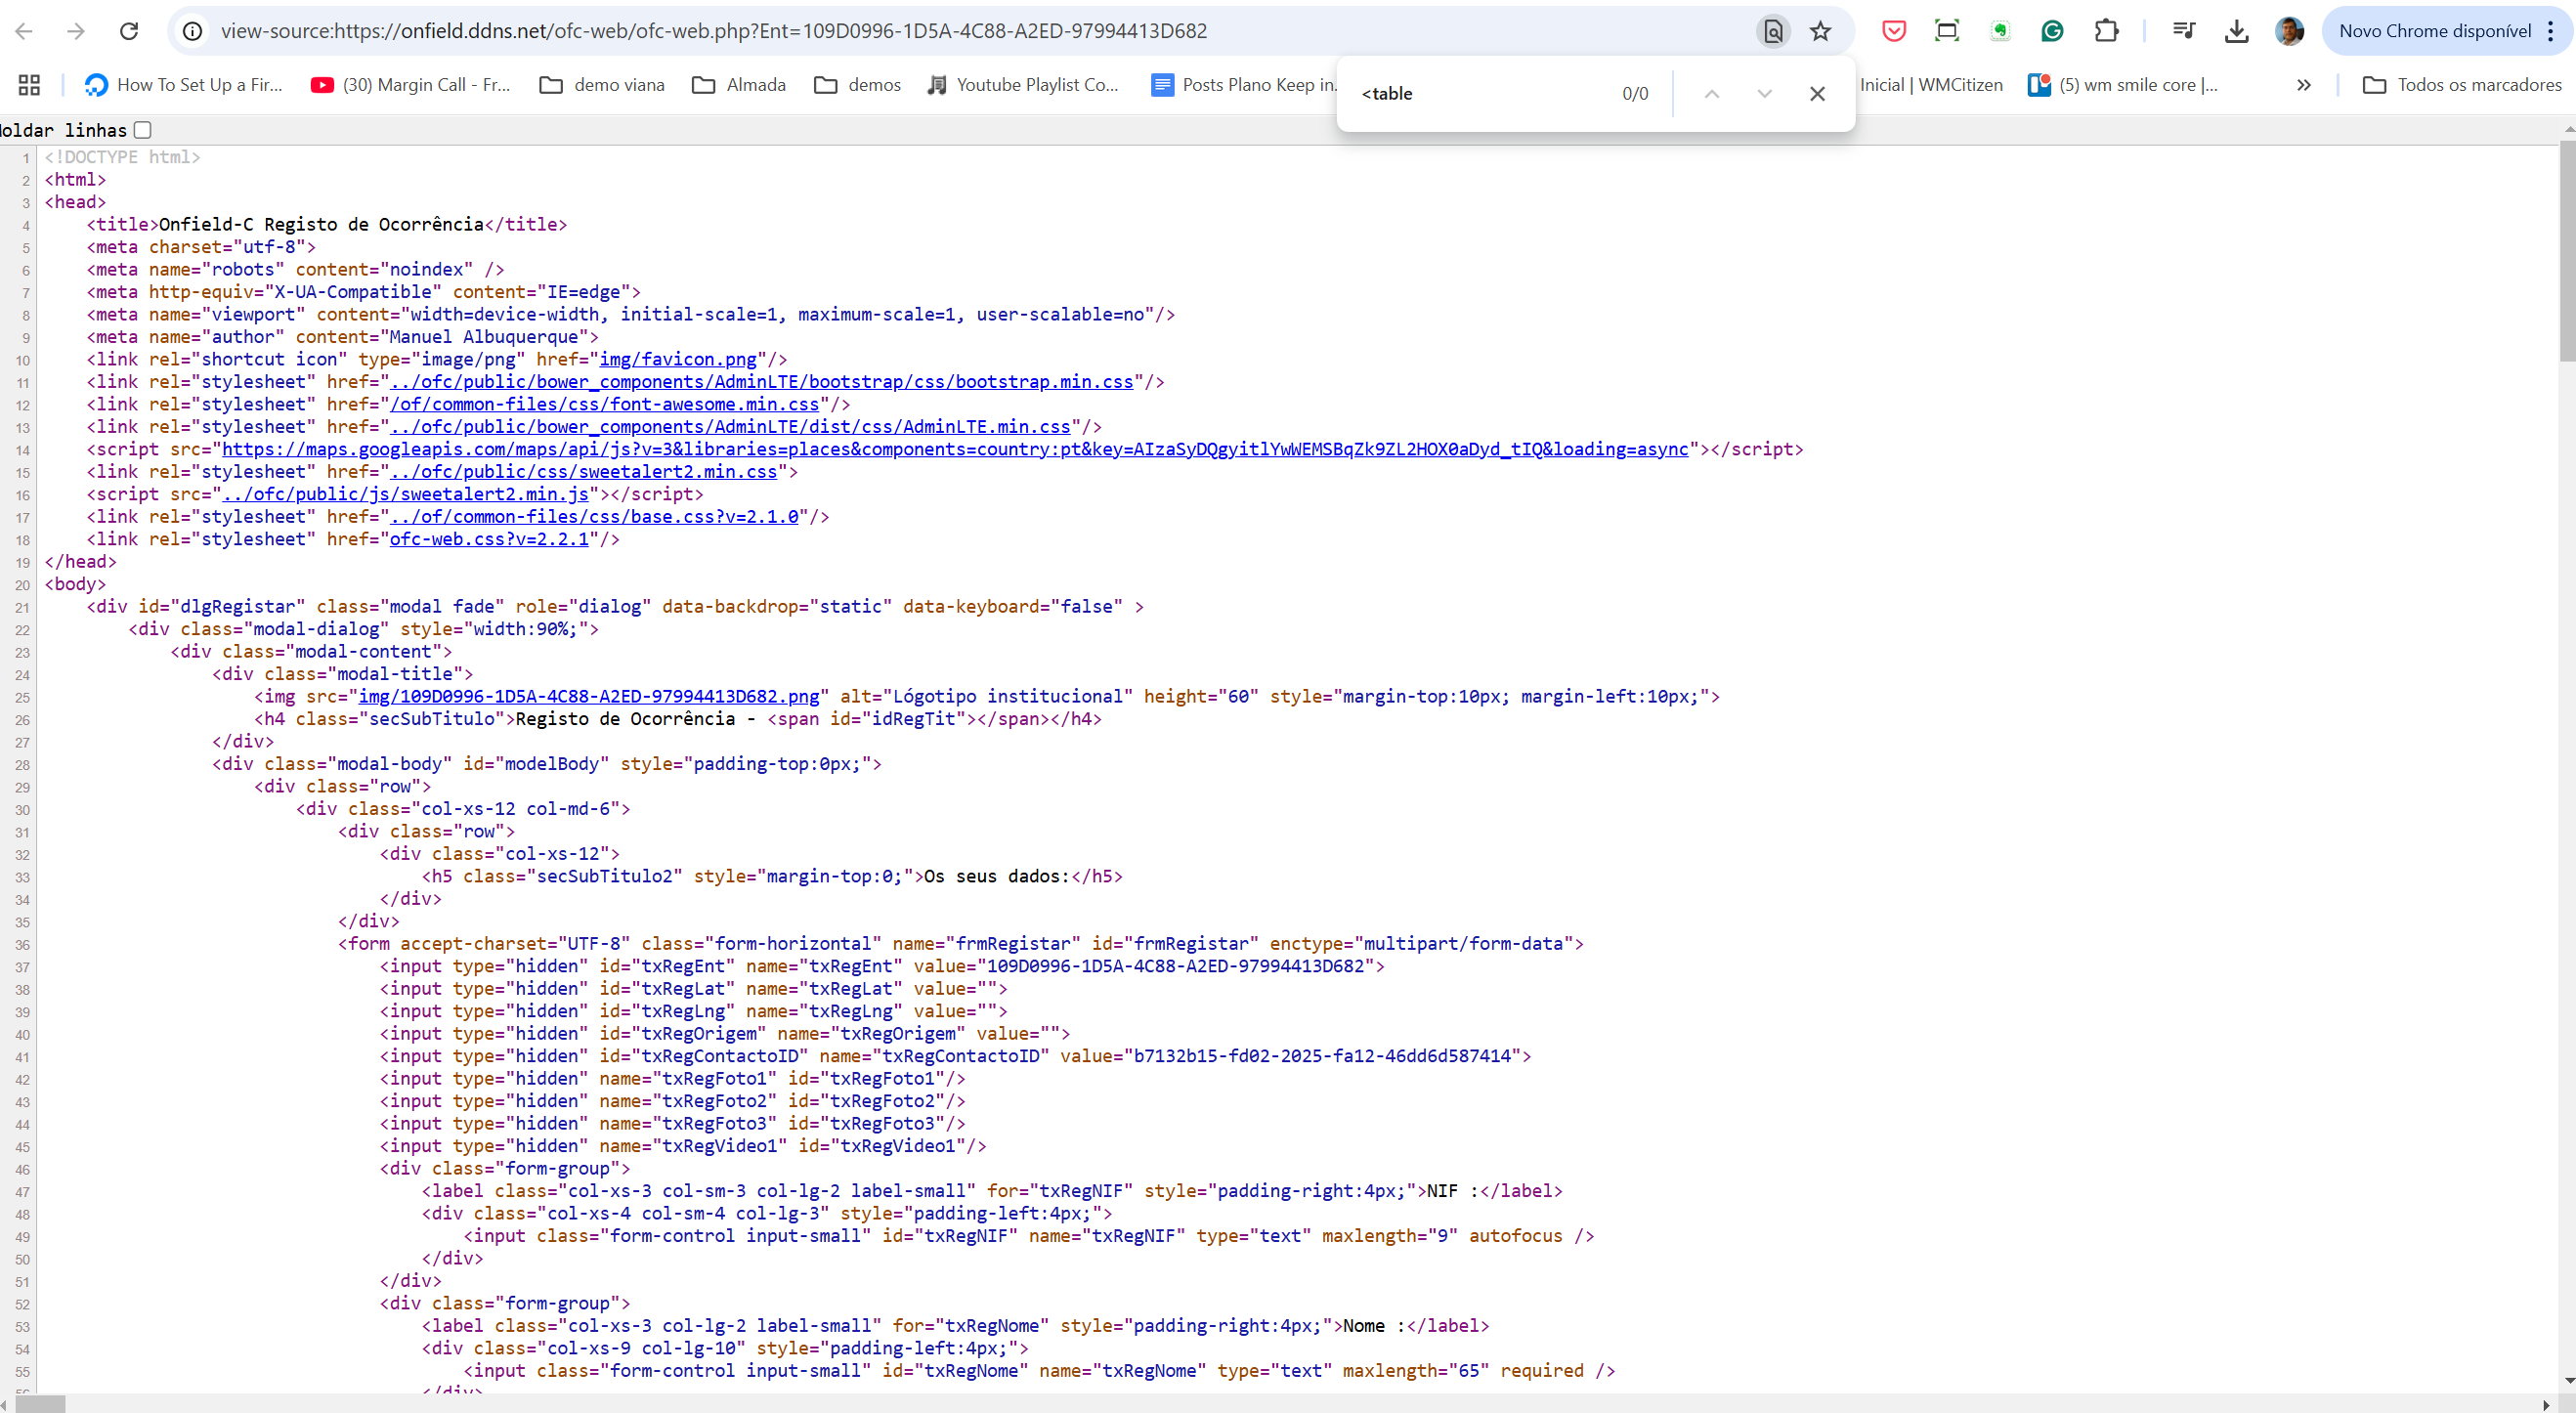 view-source:https://onfield.ddns.net/ofc-web/ofc-web.php?Ent=109D0996-1D5A-4C88-A2ED-97994413D682
Novo Chrome disponível
How To Set Up a Fir...
(30) Margin Call - Fr...
demo viana
Almada
demos
Youtube Playlist Co...
Posts Plano Keep in.
<table
0/0
Inicial | WMCitizen
(5) wm smile core |...
»
Todos os marcadores
oldar linhas
1 <!DOCTYPE html>
2 <html>
3 <head>
4 <title>Onfield-C Registo de Ocorrência</title>
5 <meta charset="utf-8">
6 <meta name="robots" content="noindex" />
7 <meta http-equiv="X-UA-Compatible" content="IE=edge">
8 <meta name="viewport" content="width=device-width, initial-scale=1, maximum-scale=1, user-scalable=no"/>
9 <meta name="author" content="Manuel Albuquerque">
10 <link rel="shortcut icon" type="image/png" href="img/favicon.png"/>
11 <link rel="stylesheet" href="../ofc/public/bower_components/AdminLTE/bootstrap/css/bootstrap.min.css"/>
12 <link rel="stylesheet" href="/of/common-files/css/font-awesome.min.css"/>
13 <link rel="stylesheet" href="../ofc/public/bower_components/AdminLTE/dist/css/AdminLTE.min.css"/>
14 <script src="https://maps.googleapis.com/maps/api/js?v=3&libraries=places&components=country:pt&key=AIzaSyDQgyitlYwWEMSBqZk9ZL2HOX0aDyd_tIQ&loading=async"></script>
15 <link rel="stylesheet" href="../ofc/public/css/sweetalert2.min.css">
16 <script src="../ofc/public/js/sweetalert2.min.js"></script>
17 <link rel="stylesheet" href="../of/common-files/css/base.css?v=2.1.0"/>
18 <link rel="stylesheet" href="ofc-web.css?v=2.2.1"/>
19 </head>
20 <body>
21 <div id="dlgRegistar" class="modal fade" role="dialog" data-backdrop="static" data-keyboard="false" >
22 <div class="modal-dialog" style="width:90%;">
23 <div class="modal-content">
24 <div class="modal-title">
25 <img src="img/109D0996-1D5A-4C88-A2ED-97994413D682.png" alt="Lógotipo institucional" height="60" style="margin-top:10px; margin-left:10px;">
26 <h4 class="secSubTitulo">Registo de Ocorrência - <span id="idRegTit"></span></h4>
27 </div>
28 <div class="modal-body" id="modelBody" style="padding-top:0px;">
29 <div class="row">
30 <div class="col-xs-12 col-md-6">
31 <div class="row">
32 <div class="col-xs-12">
33 <h5 class="secSubTitulo2" style="margin-top:0;">Os seus dados:</h5>
34 </div>
35 </div>
36 <form accept-charset="UTF-8" class="form-horizontal" name="frmRegistar" id="frmRegistar" enctype="multipart/form-data">
37 <input type="hidden" id="txRegEnt" name="txRegEnt" value="109D0996-1D5A-4C88-A2ED-97994413D682">
38 <input type="hidden" id="txRegLat" name="txRegLat" value="">
39 <input type="hidden" id="txRegLng" name="txRegLng" value="">
40 <input type="hidden" id="txRegOrigem" name="txRegOrigem" value="">
41 <input type="hidden" id="txRegContactoID" name="txRegContactoID" value="b7132b15-fd02-2025-fa12-46dd6d587414">
42 <input type="hidden" name="txRegFoto1" id="txRegFoto1"/>
43 <input type="hidden" name="txRegFoto2" id="txRegFoto2"/>
44 <input type="hidden" name="txRegFoto3" id="txRegFoto3"/>
45 <input type="hidden" name="txRegVideo1" id="txRegVideo1"/>
46 <div class="form-group">
47 <label class="col-xs-3 col-sm-3 col-lg-2 label-small" for="txRegNIF" style="padding-right:4px;">NIF :</label>
48 <div class="col-xs-4 col-sm-4 col-lg-3" style="padding-left:4px;">
49 <input class="form-control input-small" id="txRegNIF" name="txRegNIF" type="text" maxlength="9" autofocus />
50 </div>
51 </div>
52 <div class="form-group">
53 <label class="col-xs-3 col-lg-2 label-small" for="txRegNome" style="padding-right:4px;">Nome :</label>
54 <div class="col-xs-9 col-lg-10" style="padding-left:4px;">
55 <input class="form-control input-small" id="txRegNome" name="txRegNome" type="text" maxlength="65" required />
56 </div>